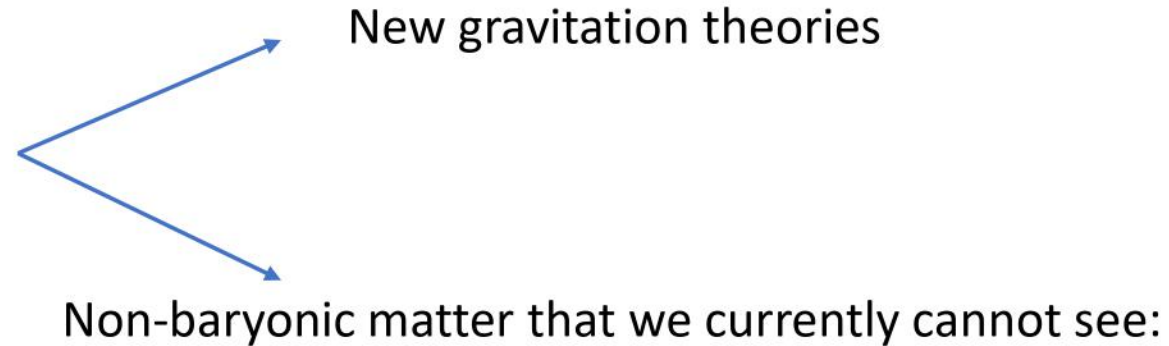 New gravitation theories
Non-baryonic matter that we currently cannot see: